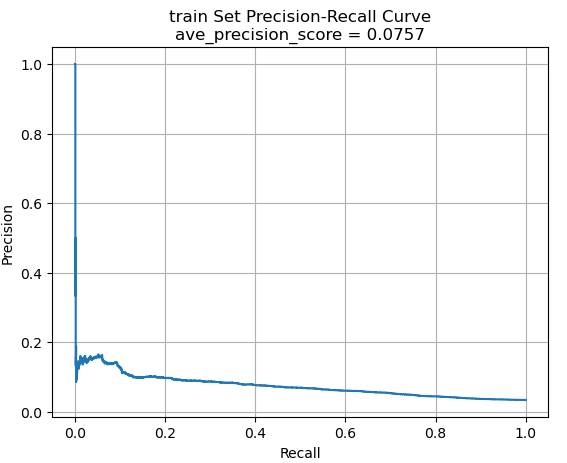 train Set Precision-Recall Curve
ave_precision_score = 0.0757
1.0
0.8
0.6
0.4
0.2
0.0
Precision
0.0 0.2 0.4 0.6 0.8 1.0
Recall